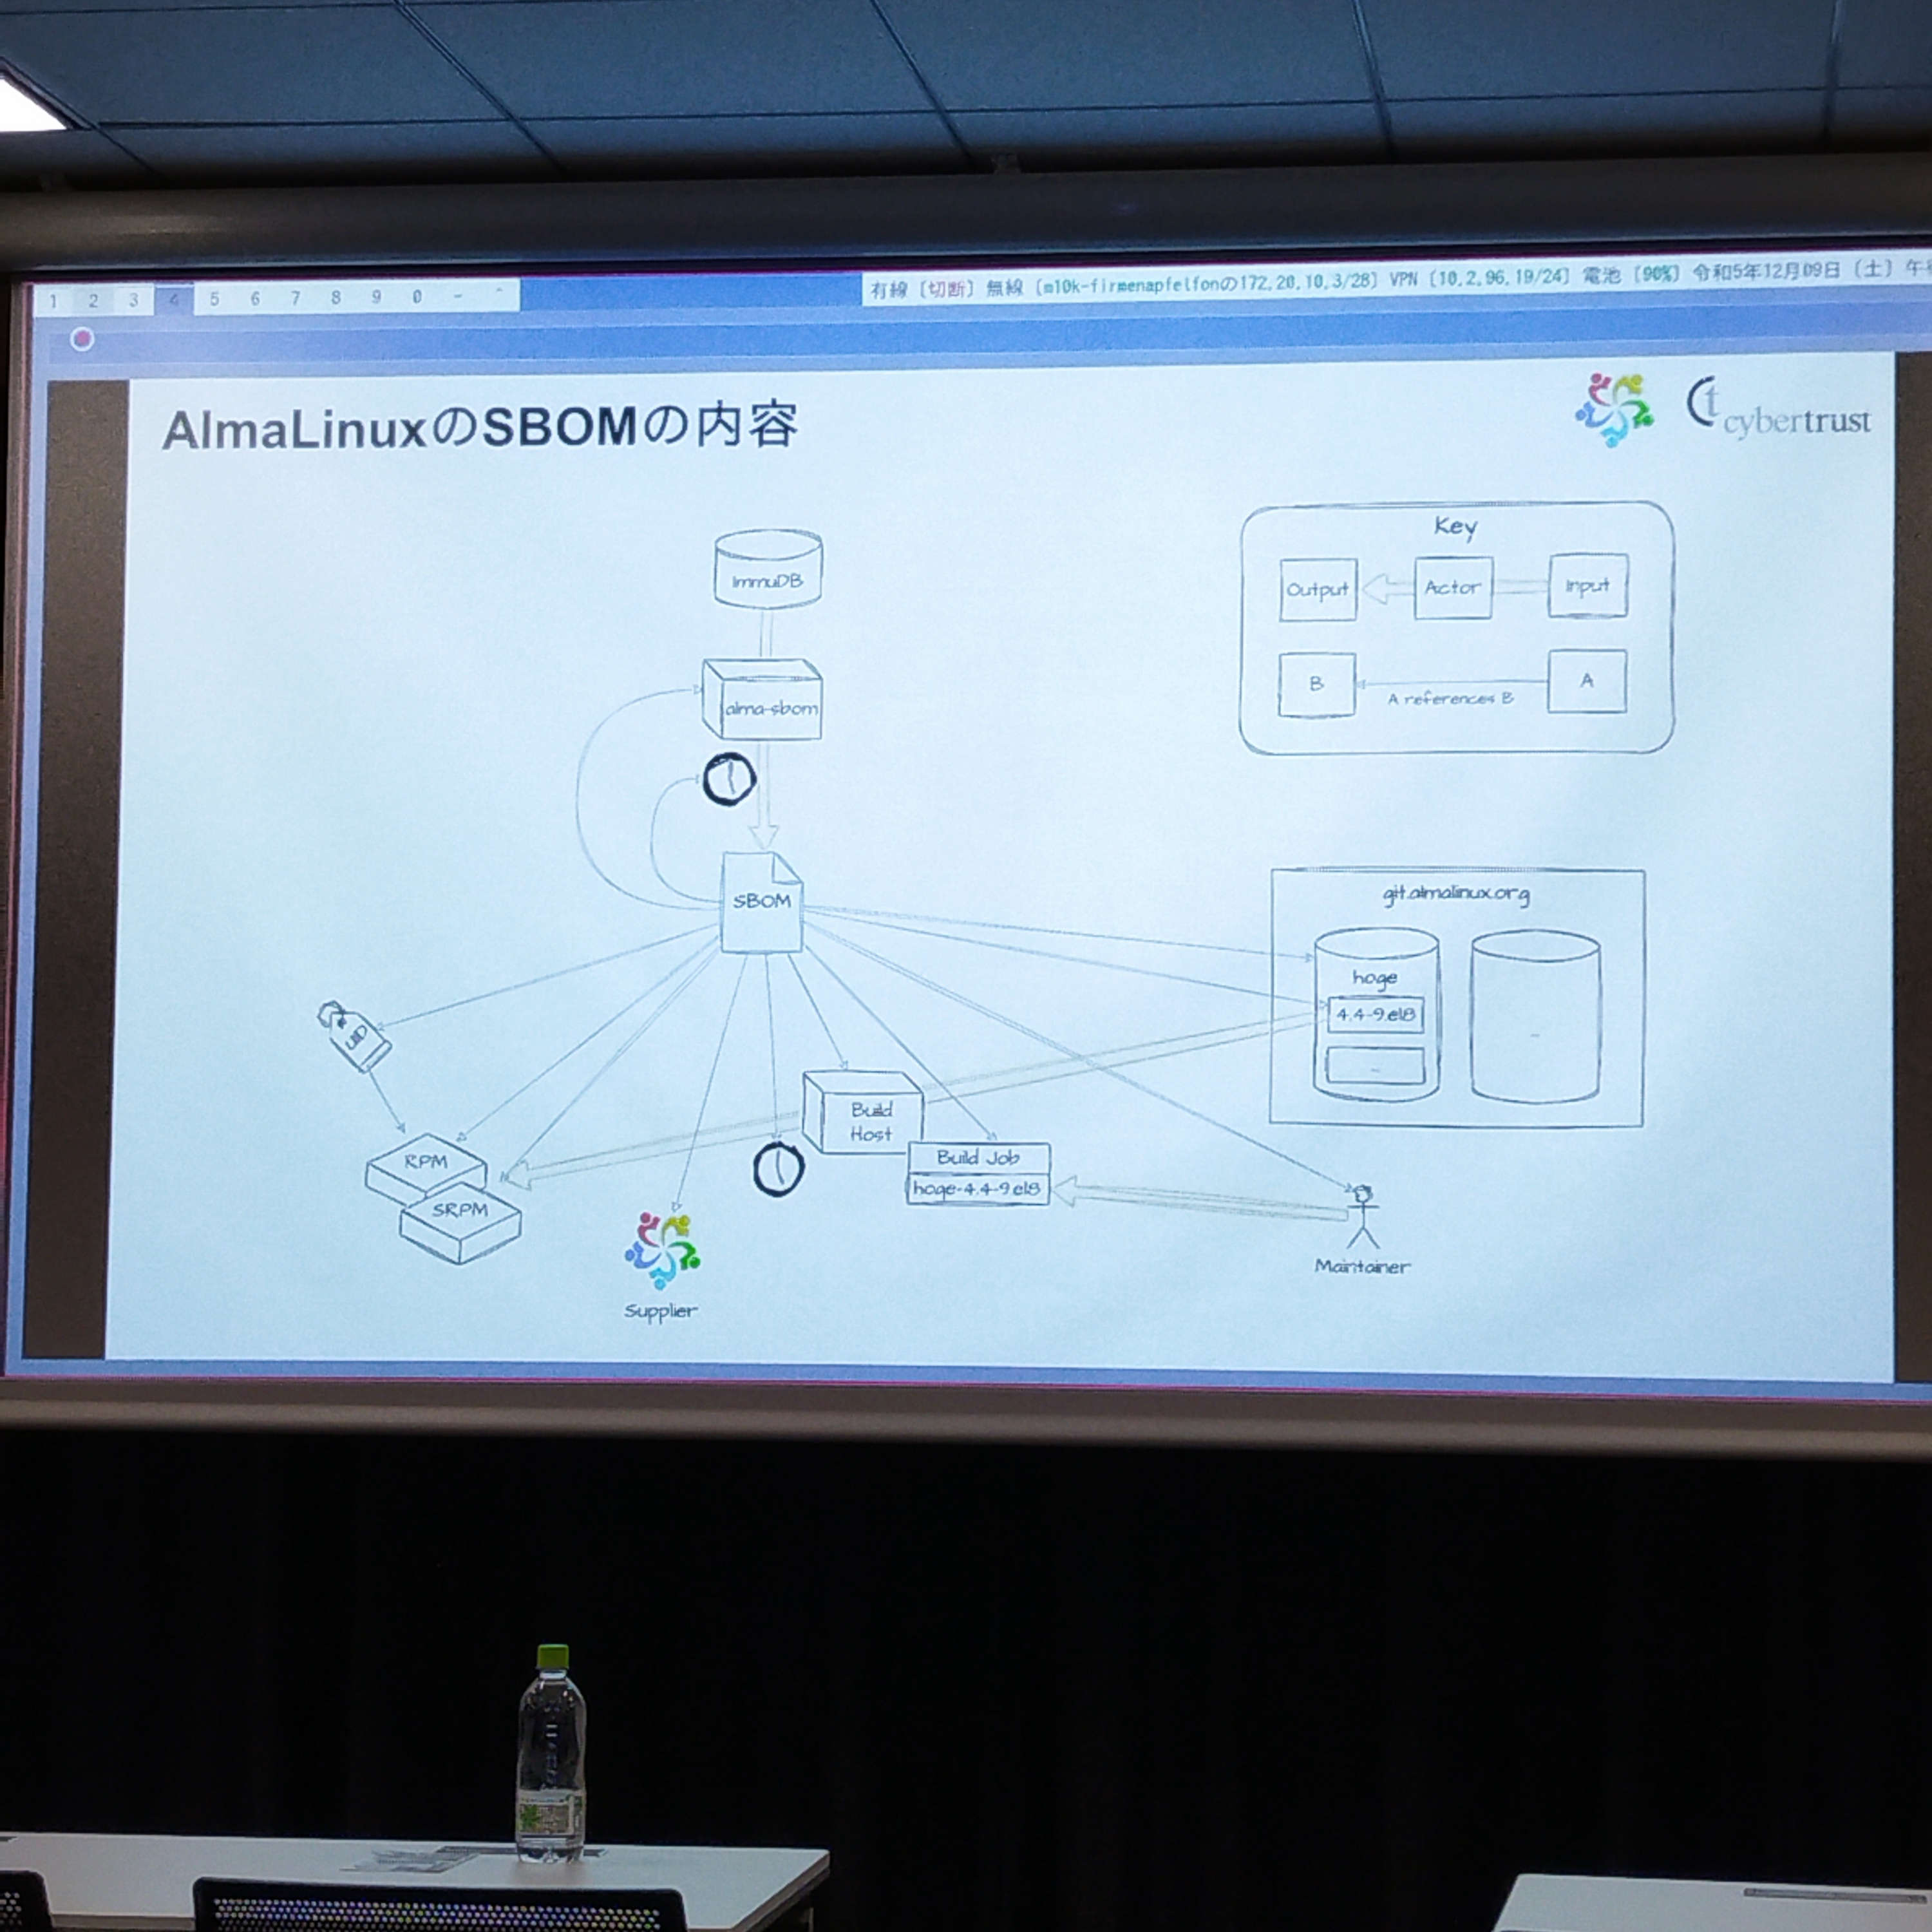 1 2 3 4 5 6 7 8 9 0 - ^
有線 [切断] 無線 [m10k-firmenapfelfonの172.20.10.3/28] VPN [10.2.96.19/24] 電池 [90%] 令和5年12月09日 (土) 午
AlmaLinuxのSBOMの内容
cybertrust
Key
Output Actor Input
B A references B A
ImmuDB
alma-sbom
SBOM
git.almalinux.org
hoge
4.4-9.el8
...
...
UID
RPM
SRPM
Build
Host
Build Job
hoge-4.4-9.el8
Supplier
Maintainer